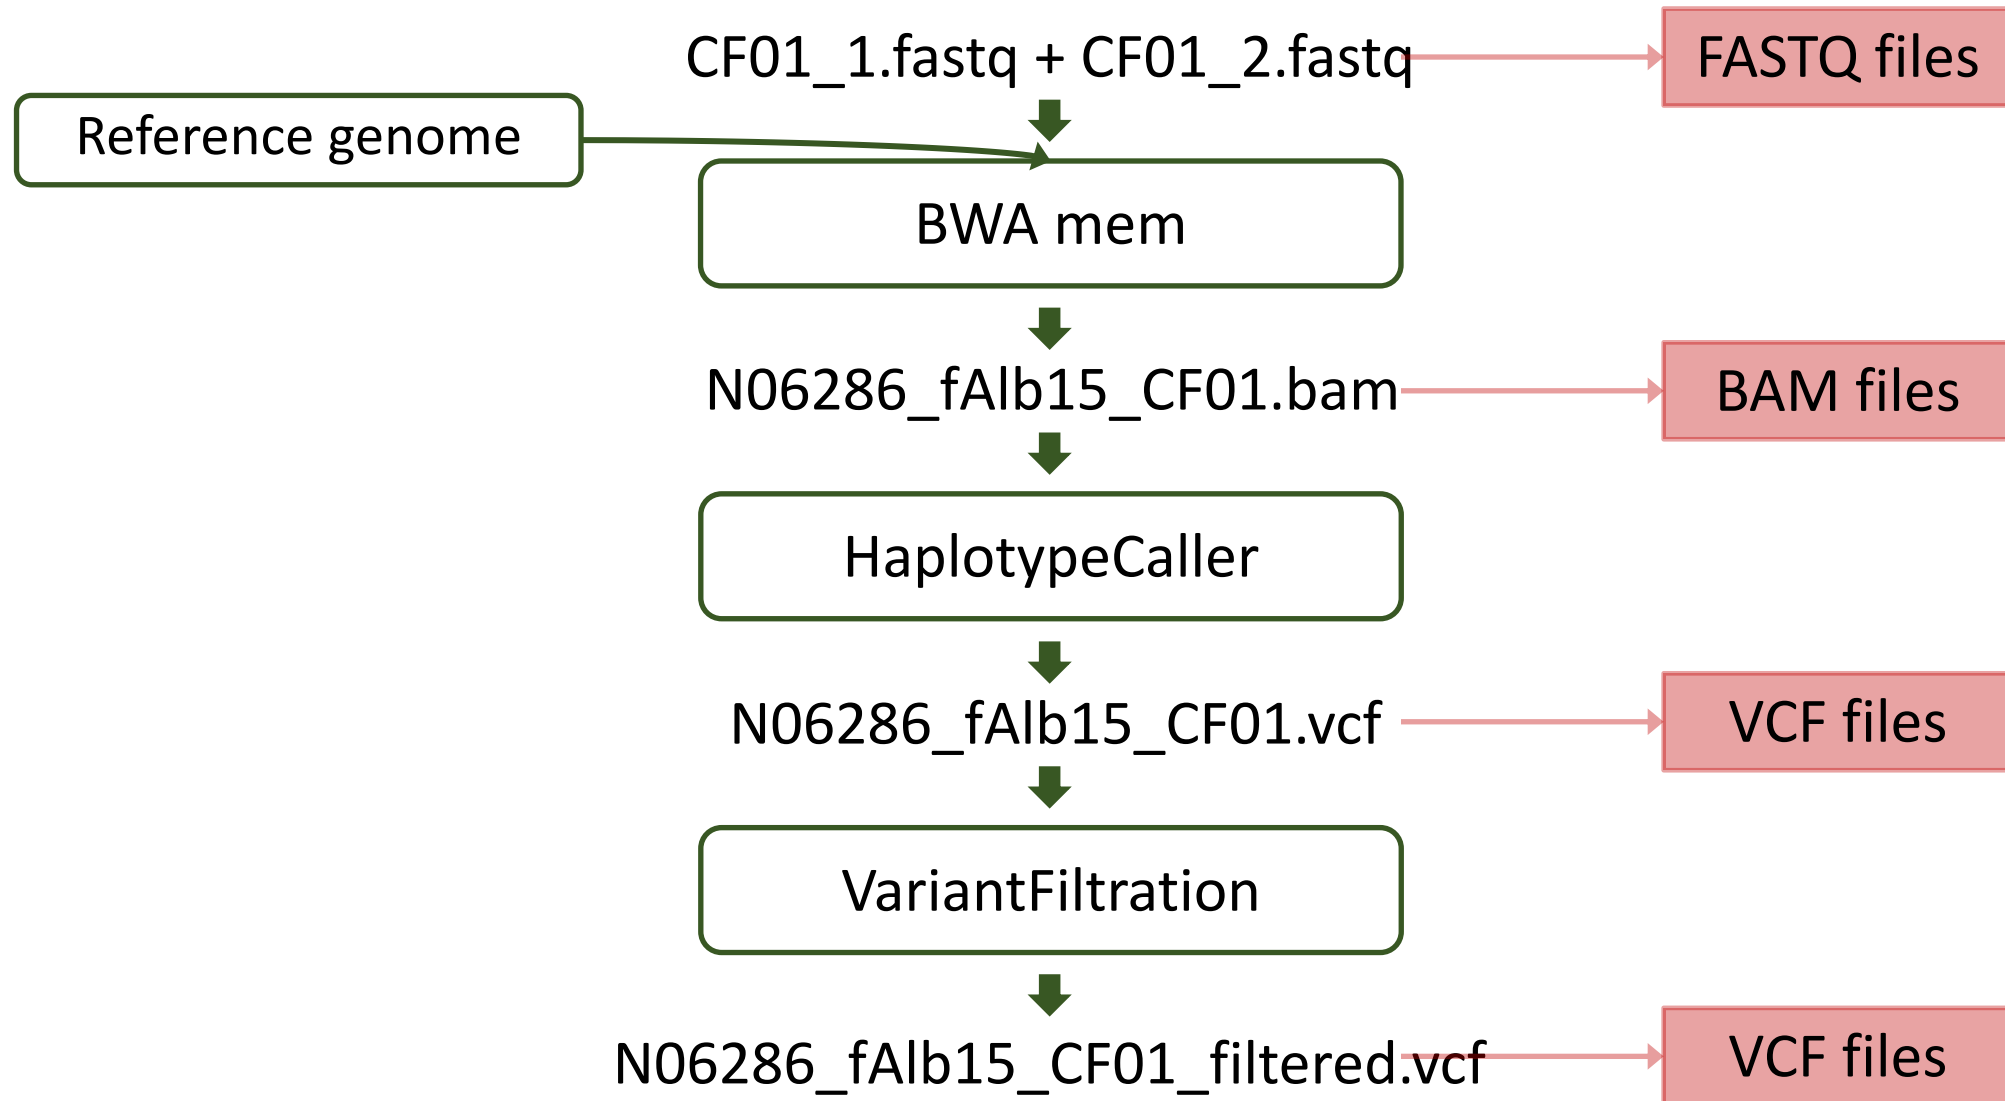 CF01_1.fastq + CF01_2.fastq
FASTQ files
Reference genome
BWA mem
N06286_fAlb15_CF01.bam
BAM files
HaplotypeCaller
N06286_fAlb15_CF01.vcf
VCF files
VariantFiltration
N06286_fAlb15_CF01_filtered.vcf
VCF files